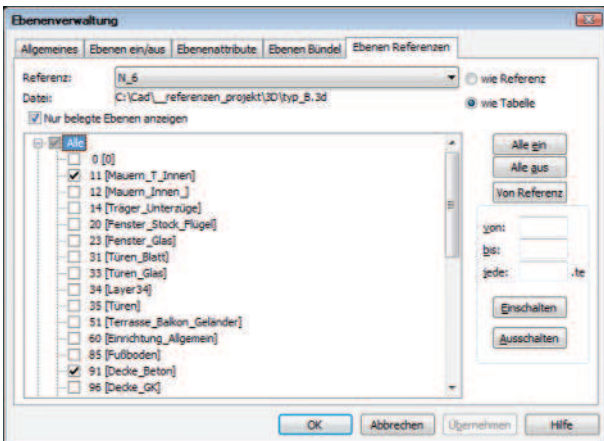 Ebenenverwaltung
Allgemeines Ebenen ein/aus Ebenenattribute Ebenen Bündel Ebenen Referenzen
Referenz: N_6 wie Referenz
Datei: C:\Cad\__referenzen_projekt\3D\typ_B.3d wie Tabelle
Nur belegte Ebenen anzeigen
Alle
0 [0]
11 [Mauern_T_Innen]
12 [Mauern_Innen_]
14 [Träger_Unterzüge]
20 [Fenster_Stock_Flügel]
23 [Fenster_Glas]
31 [Türen_Blatt]
33 [Türen_Glas]
34 [Layer34]
35 [Türen]
51 [Terrasse_Balkon_Geländer]
60 [Einrichtung_Allgemein]
85 [Fußboden]
91 [Decke_Beton]
96 [Decke_GK]
Alle ein
Alle aus
Von Referenz
von:
bis:
jede: .te
Einschalten
Ausschalten
OK Abbrechen Übernehmen Hilfe